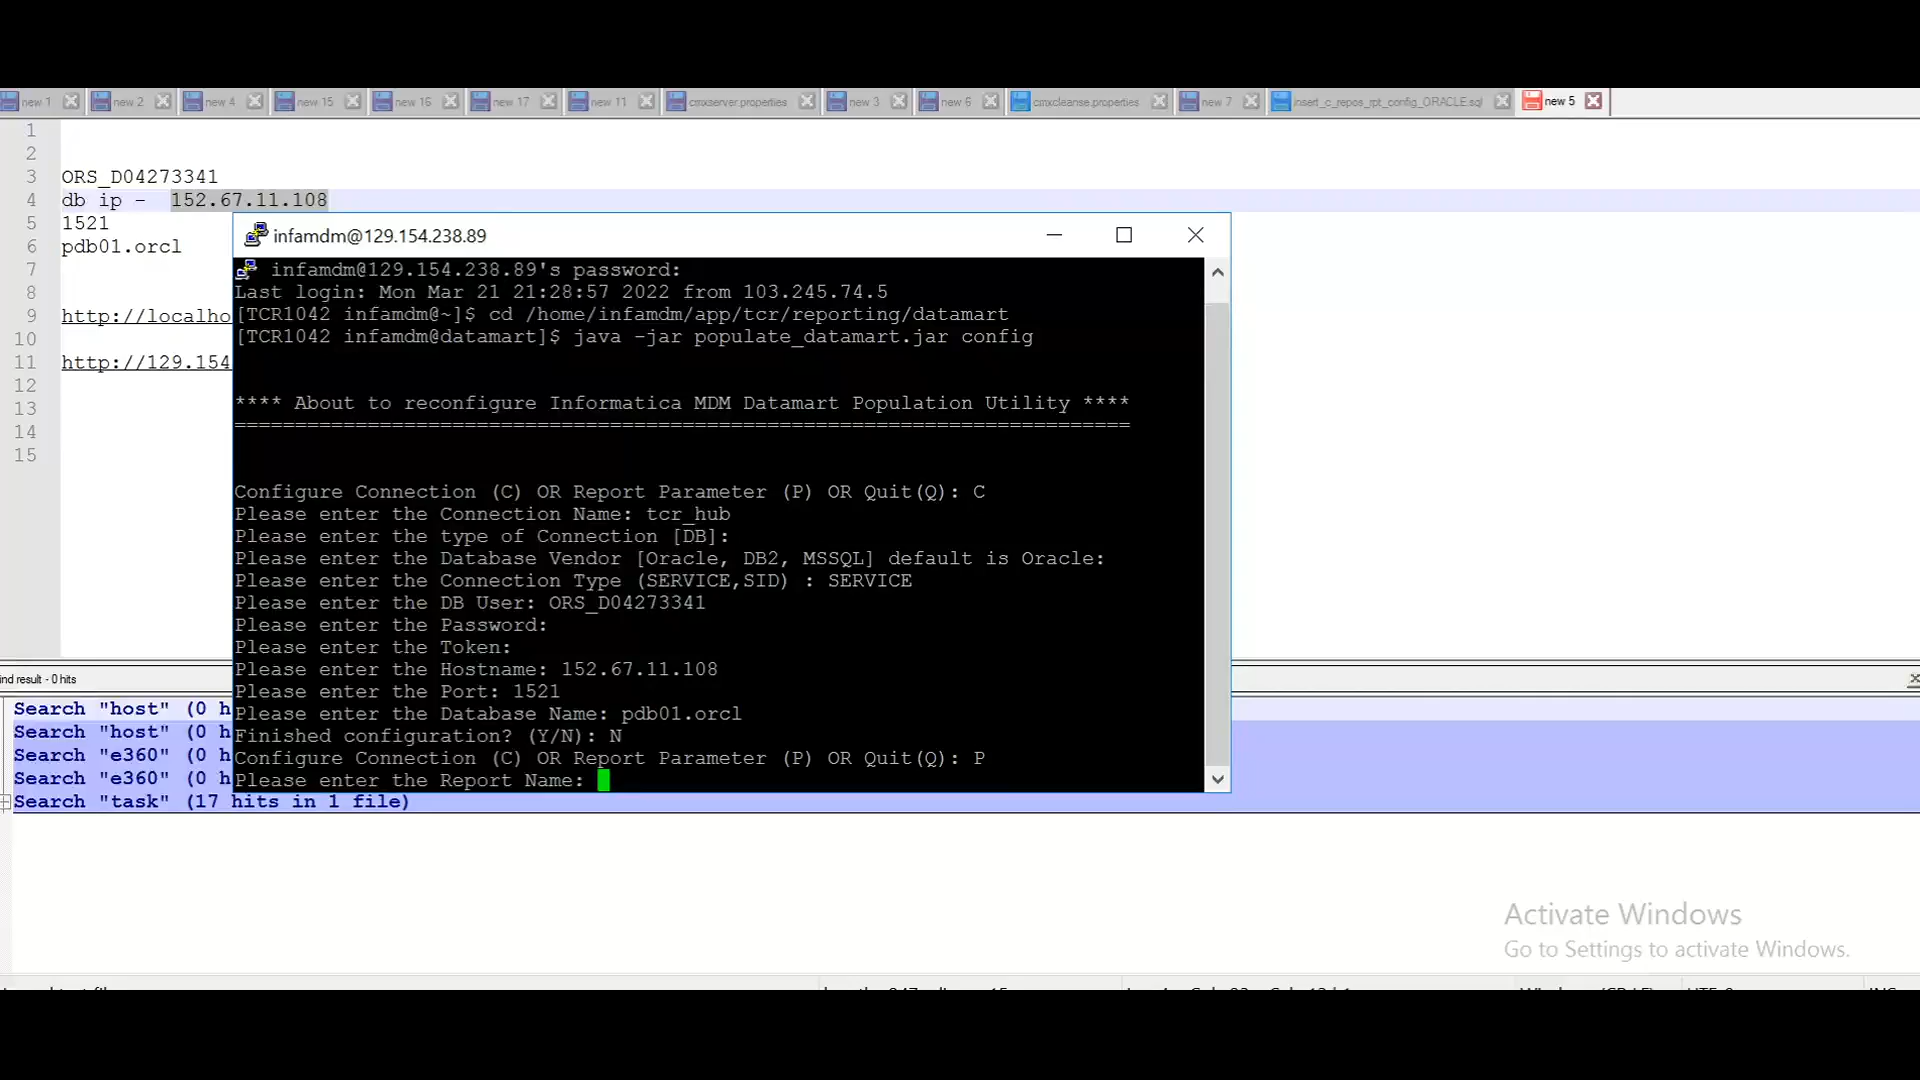 new 1 new 2 new 4 new 15 new 16 new 17 new 11 cmxserver.properties new 3 new 6 cmxcleanse.properties new 7 insert_c_repos_rpt_config_ORACLE.sql new 5
1
2
3 ORS_D04273341
4 db ip - 152.67.11.108
5 1521
6 pdb01.orcl
7
8
9 http://localho
10
11 http://129.154
12
13
14
15
infamdm@129.154.238.89
infamdm@129.154.238.89's password:
Last login: Mon Mar 21 21:28:57 2022 from 103.245.74.5
[TCR1042 infamdm@~]$ cd /home/infamdm/app/tcr/reporting/datamart
[TCR1042 infamdm@datamart]$ java -jar populate_datamart.jar config
**** About to reconfigure Informatica MDM Datamart Population Utility ****
==========================================================================
Configure Connection (C) OR Report Parameter (P) OR Quit(Q): C
Please enter the Connection Name: tcr_hub
Please enter the type of Connection [DB]:
Please enter the Database Vendor [Oracle, DB2, MSSQL] default is Oracle:
Please enter the Connection Type (SERVICE,SID) : SERVICE
Please enter the DB User: ORS_D04273341
Please enter the Password:
Please enter the Token:
Please enter the Hostname: 152.67.11.108
Please enter the Port: 1521
Please enter the Database Name: pdb01.orcl
Finished configuration? (Y/N): N
Configure Connection (C) OR Report Parameter (P) OR Quit(Q): P
Please enter the Report Name:
ind result - 0 hits
Search "host" (0 h
Search "host" (0 h
Search "e360" (0 h
Search "e360" (0 h
Search "task" (17 hits in 1 file)
Activate Windows
Go to Settings to activate Windows.